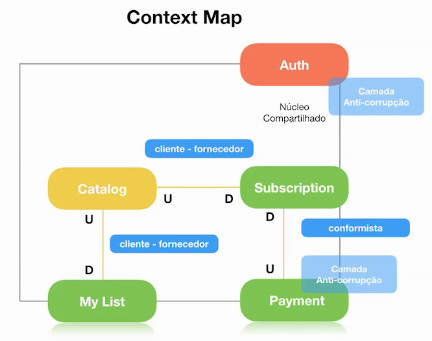 Context Map
Auth
Camada
Anti-corrupção
Núcleo
Compartilhado
cliente - fornecedor
Catalog
Subscription
U
D
U
D
conformista
cliente - fornecedor
D
U
Camada
Anti-corrupção
My List
Payment